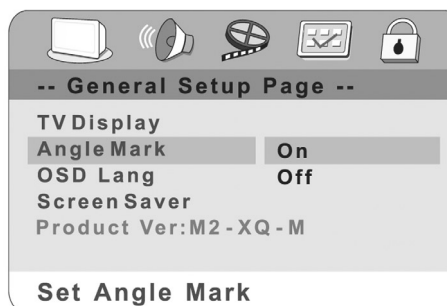 -- General Setup Page --
TV Display
Angle Mark On
OSD Lang Off
Screen Saver
Product Ver:M2-XQ-M
Set Angle Mark